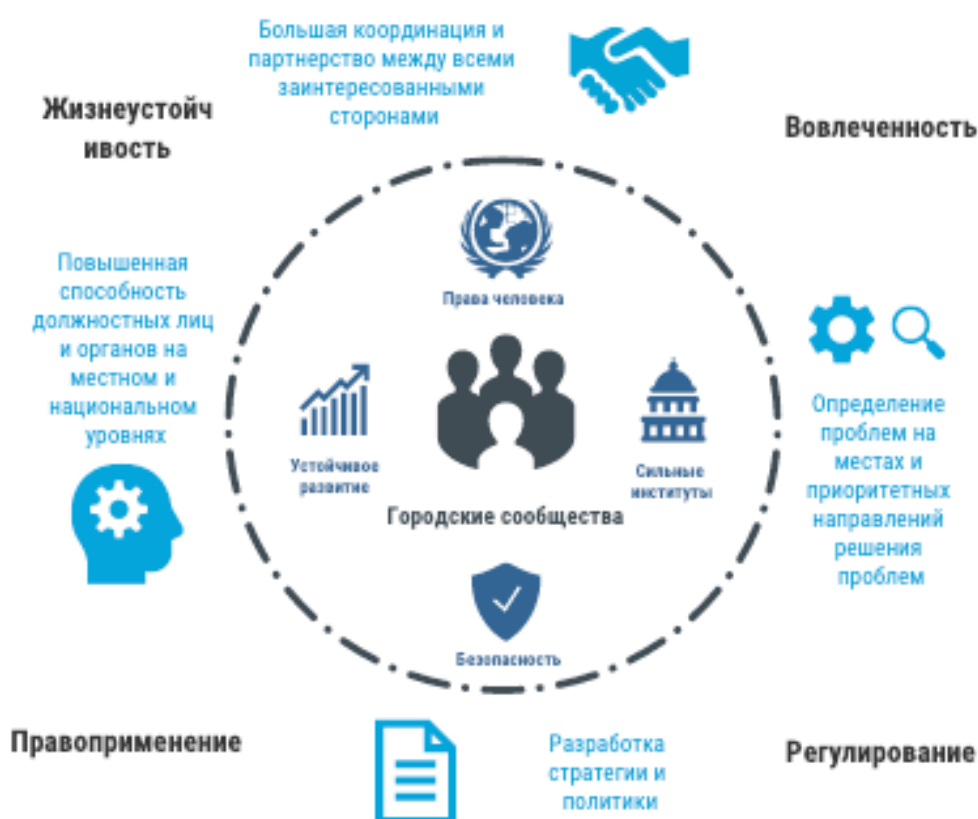 Большая координация и
партнерство между всеми
заинтересованными
сторонами
Жизнеустойч
ивость
Вовлеченность
Права человека
Повышенная
способность
должностных лиц
и органов на
местном и
национальном
уровнях
Устойчивое
развитие
Сильные
институты
Городские сообщества
Определение
проблем на
местах и
приоритетных
направлений
решения
проблем
Безопасность
Правоприменение
Разработка
стратегии и
политики
Регулирование